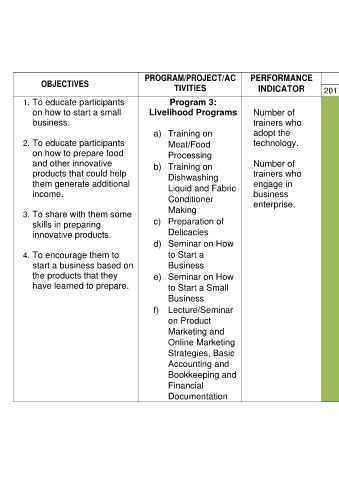 OBJECTIVES
PROGRAM/PROJECT/AC
TIVITIES
PERFORMANCE
INDICATOR
201
1. To educate participants
on how to start a small
business.
2. To educate participants
on how to prepare food
and other innovative
products that could help
them generate additional
income.
3. To share with them some
skills in preparing
innovative products.
4. To encourage them to
start a business based on
the products that they
have learned to prepare.
Program 3:
Livelihood Programs
a) Training on
Meat/Food
Processing
b) Training on
Dishwashing
Liquid and Fabric
Conditioner
Making
c) Preparation of
Delicacies
d) Seminar on How
to Start a
Business
e) Seminar on How
to Start a Small
Business
f) Lecture/Seminar
on Product
Marketing and
Online Marketing
Strategies, Basic
Accounting and
Bookkeeping and
Financial
Documentation
Number of
trainers who
adopt the
technology.
Number of
trainers who
engage in
business
enterprise.